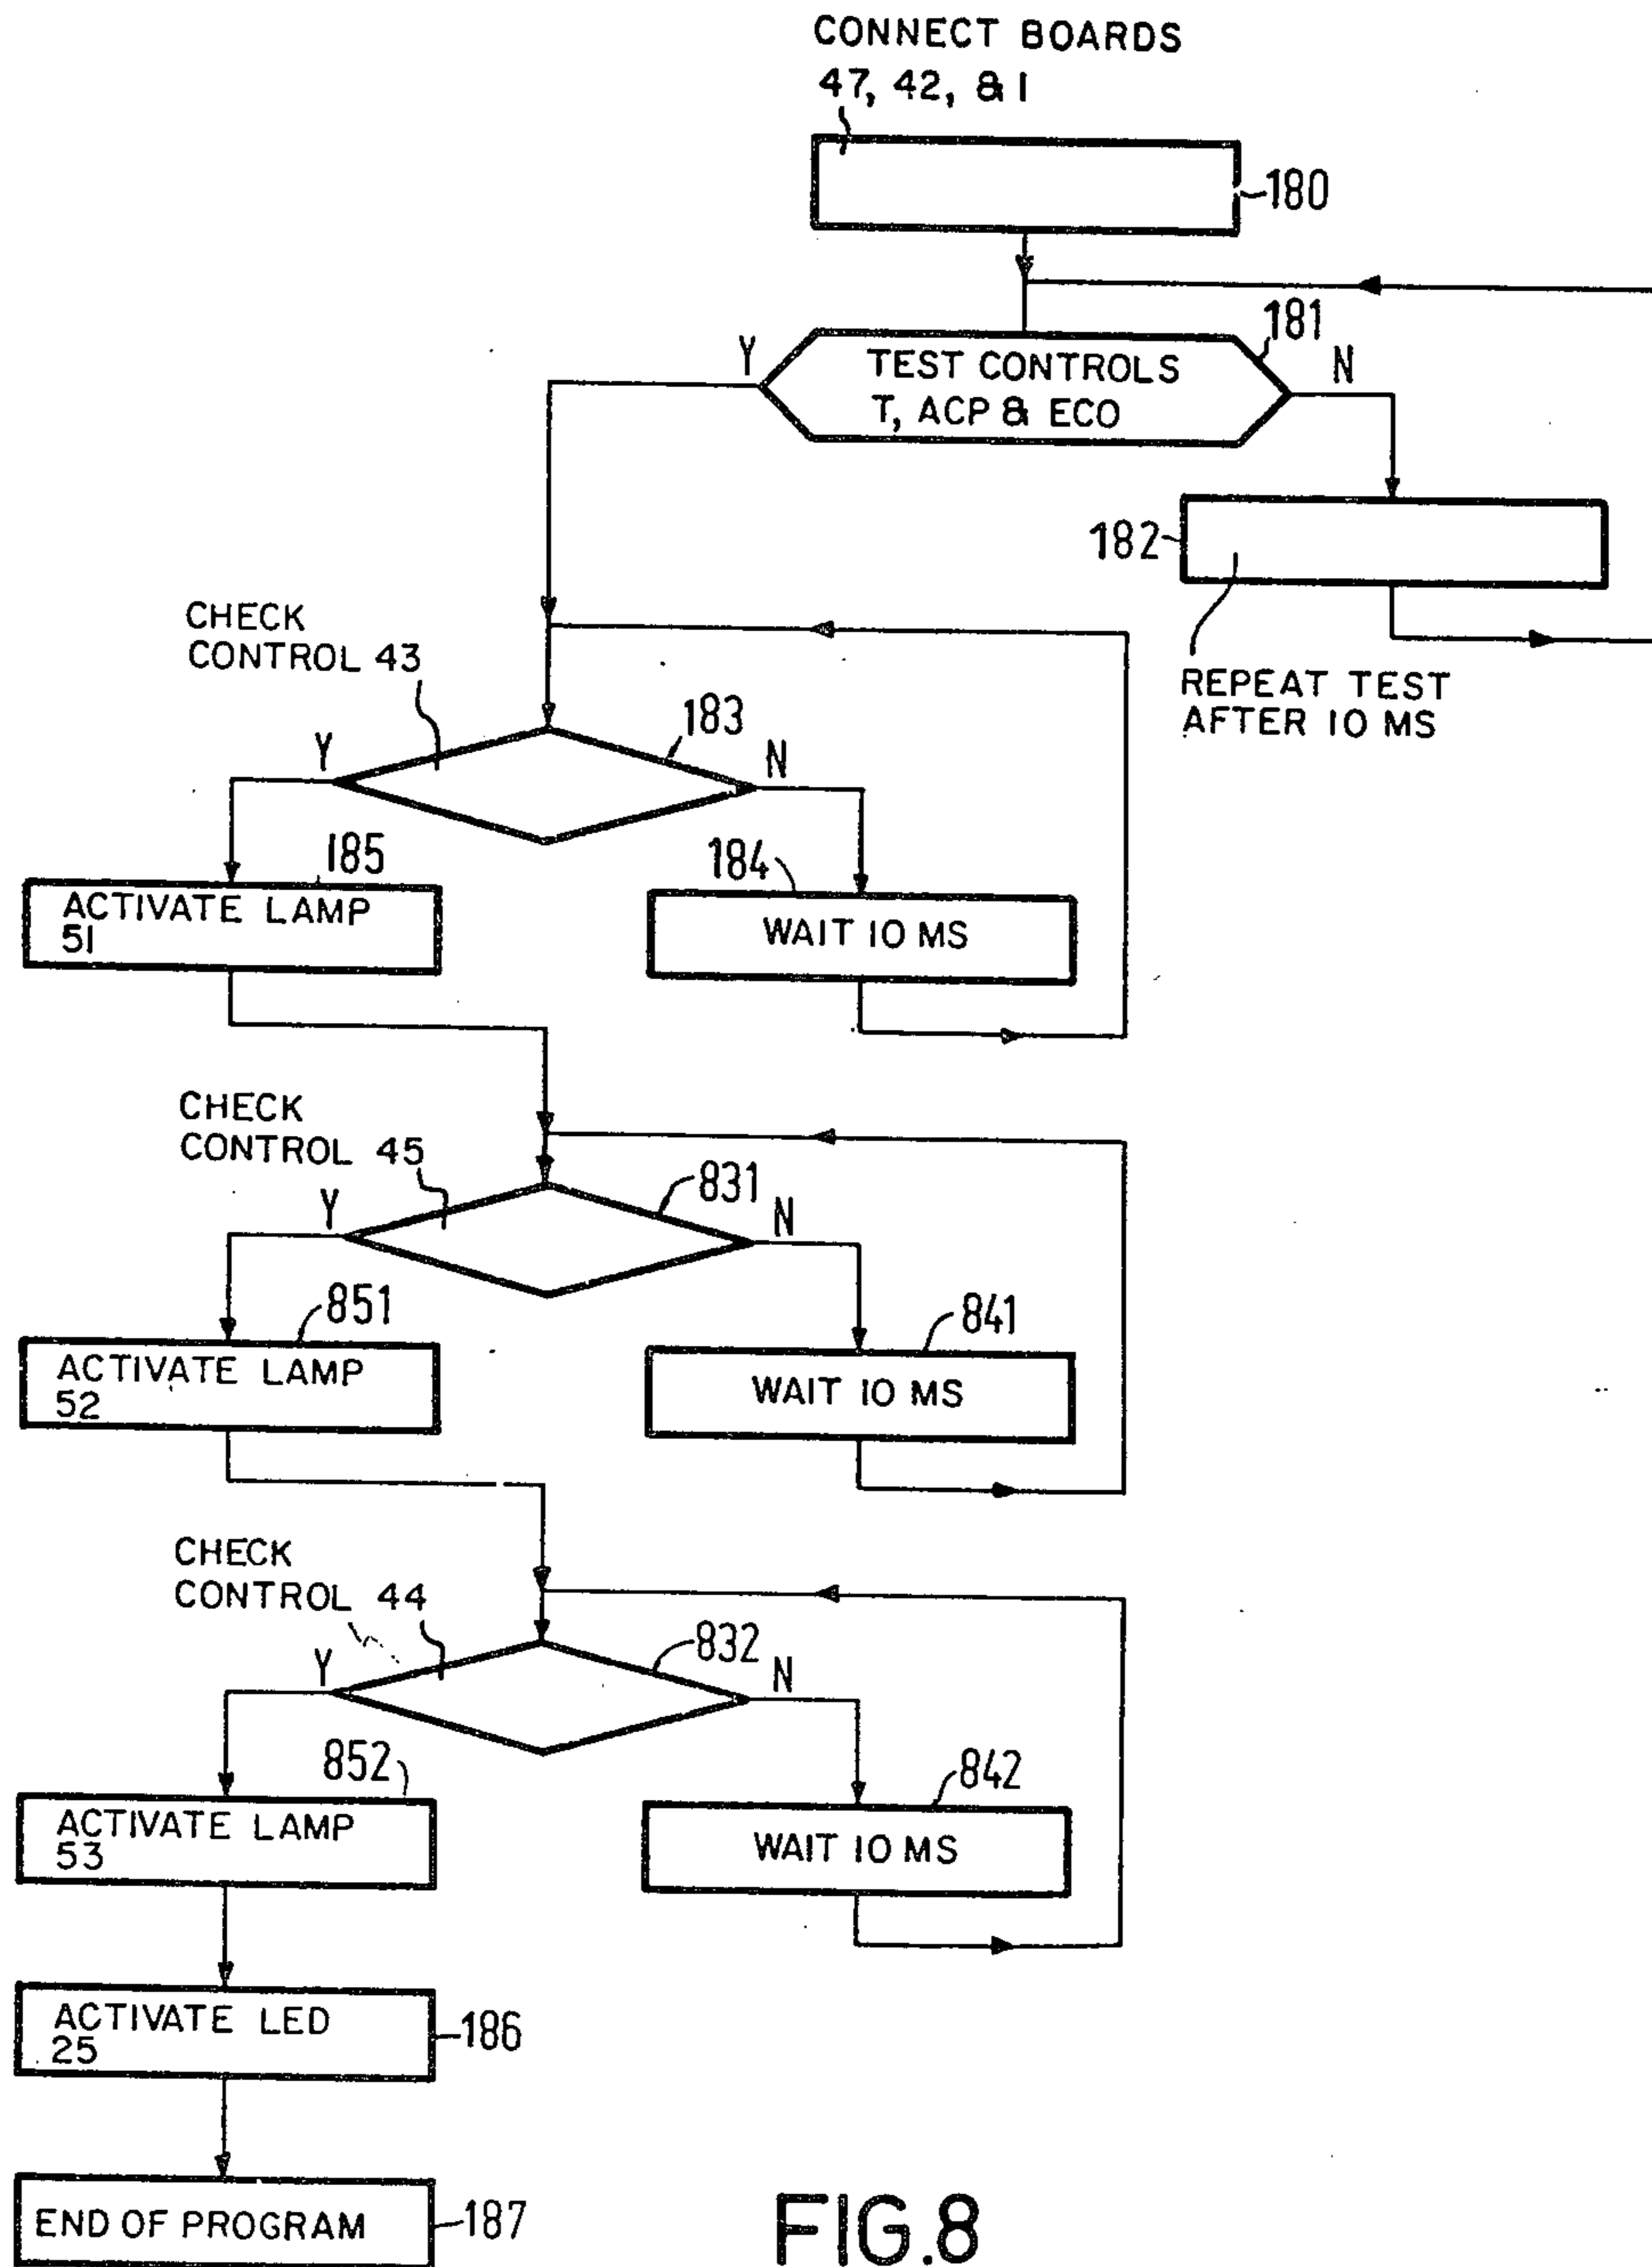 CONNECT BOARDS
47, 42, & 1
180
181
Y
TEST CONTROLS
T, ACP & ECO
N
182
REPEAT TEST
AFTER 10 MS
CHECK
CONTROL 43
183
Y
N
185
184
ACTIVATE LAMP
51
WAIT 10 MS
CHECK
CONTROL 45
831
Y
N
851
841
ACTIVATE LAMP
52
WAIT 10 MS
CHECK
CONTROL 44
832
Y
N
852
842
ACTIVATE LAMP
53
WAIT 10 MS
ACTIVATE LED
25
186
END OF PROGRAM
187
FIG.8